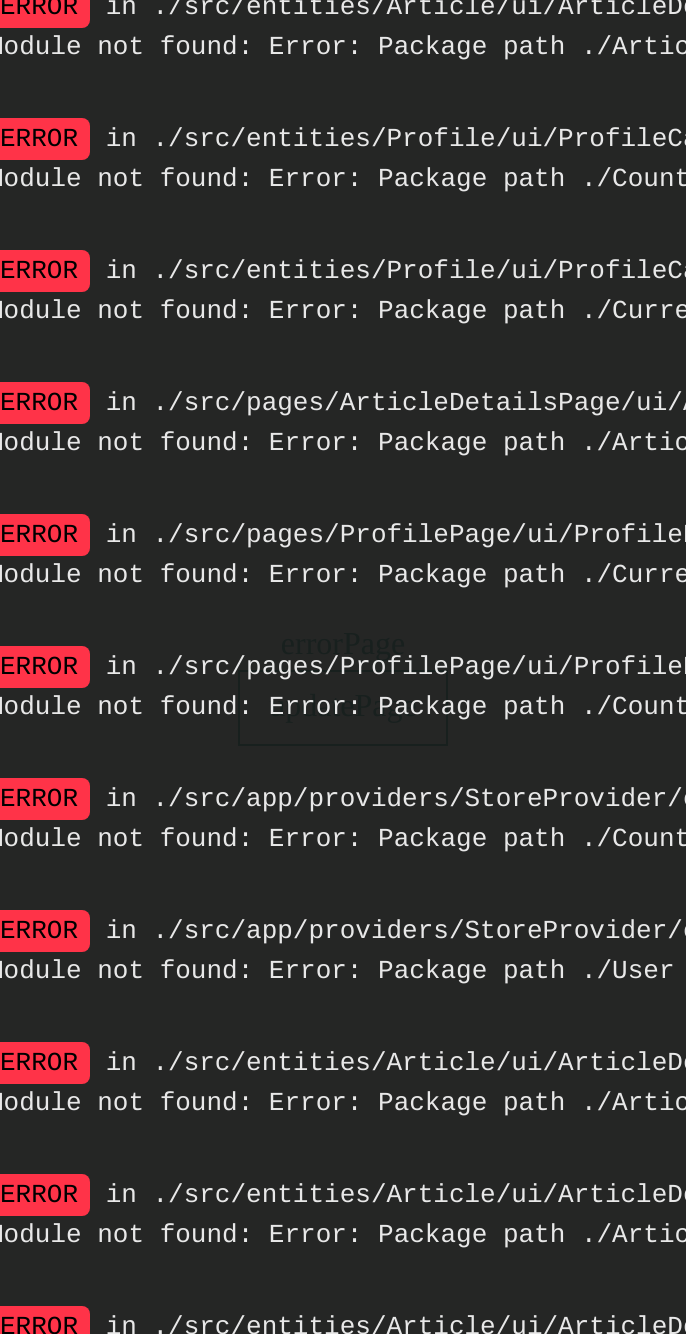 ERROR in ./src/entities/Article/ui/ArticleD
Module not found: Error: Package path ./Artic
ERROR in ./src/entities/Profile/ui/ProfileCa
Module not found: Error: Package path ./Count
ERROR in ./src/entities/Profile/ui/ProfileCa
Module not found: Error: Package path ./Curre
ERROR in ./src/pages/ArticleDetailsPage/ui/A
Module not found: Error: Package path ./Artic
ERROR in ./src/pages/ProfilePage/ui/Profile
Module not found: Error: Package path ./Curre
errorPage
ERROR in ./src/pages/ProfilePage/ui/Profile
Module not found: Error: Package path ./Count
ERROR in ./src/app/providers/StoreProvider/
Module not found: Error: Package path ./Count
ERROR in ./src/app/providers/StoreProvider/
Module not found: Error: Package path ./User
ERROR in ./src/entities/Article/ui/ArticleD
Module not found: Error: Package path ./Artic
ERROR in ./src/entities/Article/ui/ArticleD
Module not found: Error: Package path ./Artic
ERROR in ./src/entities/Article/ui/ArticleD